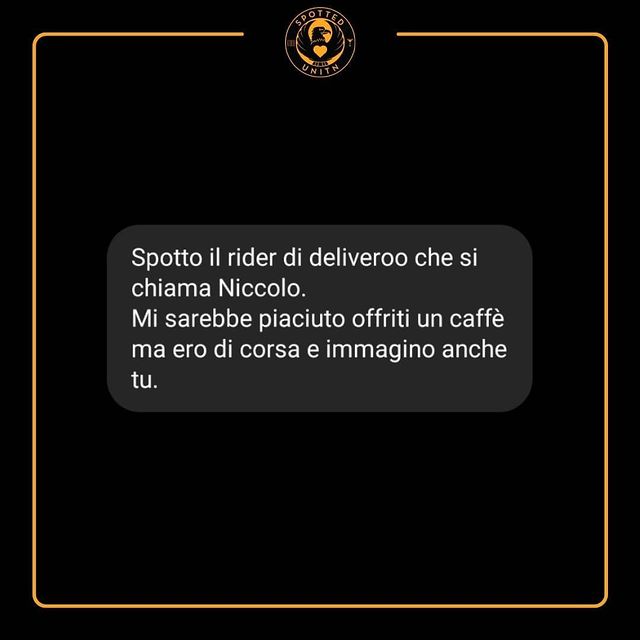 SPOTTED
UNITN
Spotto il rider di deliveroo che si
chiama Niccolo.
Mi sarebbe piaciuto offriti un caffè
ma ero di corsa e immagino anche
tu.